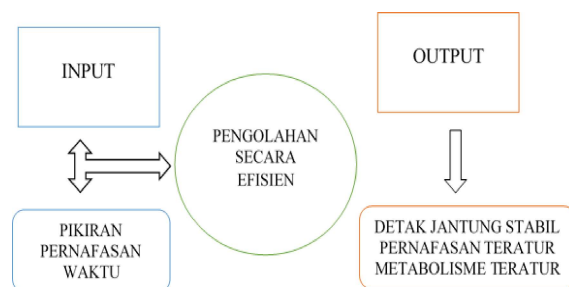 INPUT
PIKIRAN
PERNAFASAN
WAKTU
PENGOLAHAN
SECARA
EFISIEN
OUTPUT
DETAK JANTUNG STABIL
PERNAFASAN TERATUR
METABOLISME TERATUR